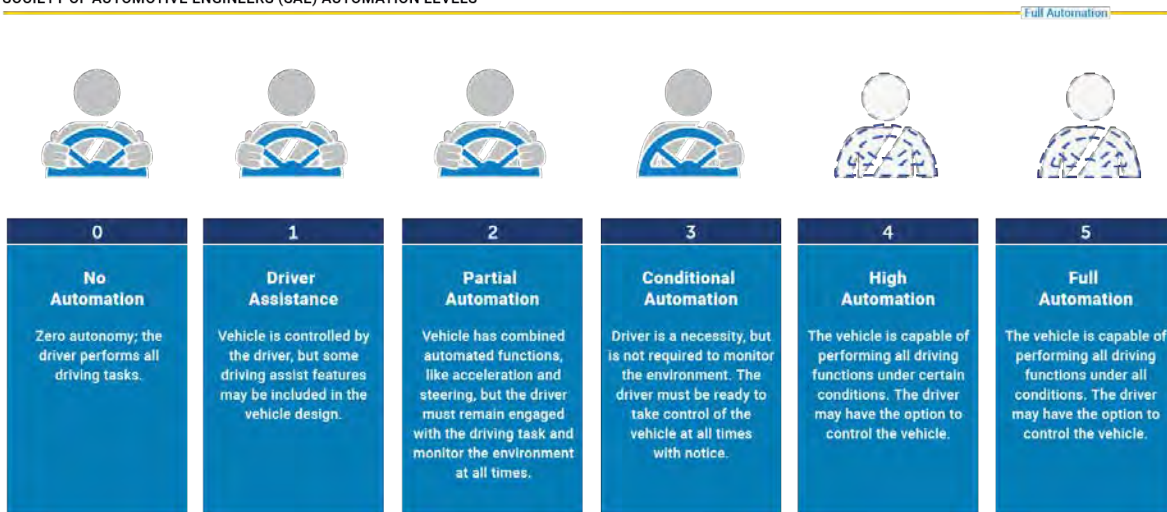 SOCIETY OF AUTOMOTIVE ENGINEERS (SAE) AUTOMATION LEVELS
Full Automation
0
No
Automation
Zero autonomy; the
driver performs all
driving tasks.
1
Driver
Assistance
Vehicle is controlled by
the driver, but some
driving assist features
may be included in the
vehicle design.
2
Partial
Automation
Vehicle has combined
automated functions,
like acceleration and
steering, but the driver
must remain engaged
with the driving task and
monitor the environment
at all times.
3
Conditional
Automation
Driver is a necessity, but
is not required to monitor
the environment. The
driver must be ready to
take control of the
vehicle at all times
with notice.
4
High
Automation
The vehicle is capable of
performing all driving
functions under certain
conditions. The driver
may have the option to
control the vehicle.
5
Full
Automation
The vehicle is capable of
performing all driving
functions under all
conditions. The driver
may have the option to
control the vehicle.